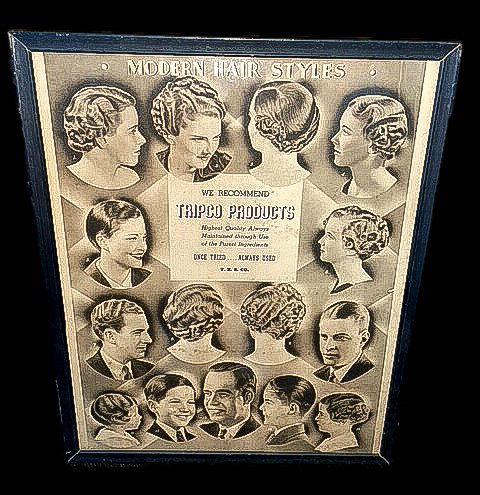 MODERN HAIR STYLES
WE RECOMMEND
TRIPCO PRODUCTS
Highest Quality Always
Maintained through Use
of the Purest Ingredients
ONCE TRIED....ALWAYS USED
T. B. S. CO.